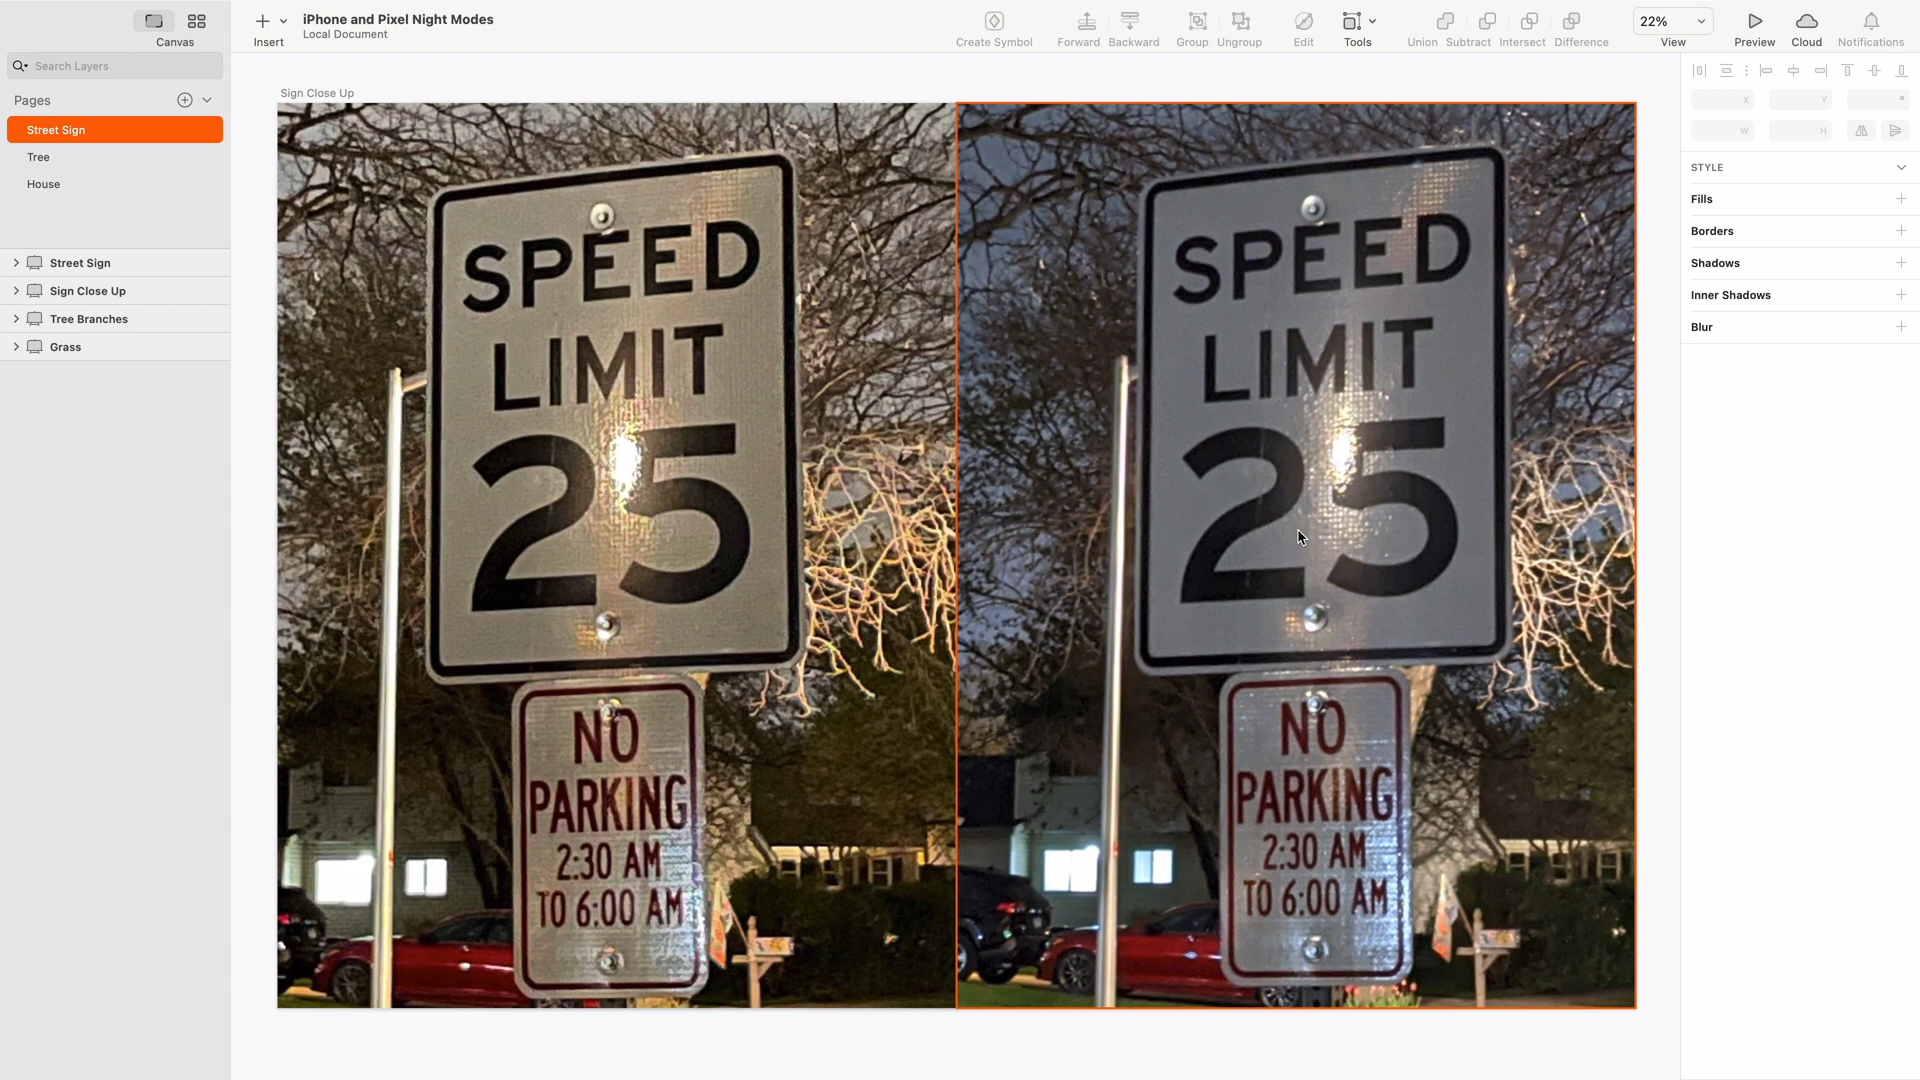 Canvas
Search Layers
Pages
Street Sign
Tree
House
Street Sign
Sign Close Up
Tree Branches
Grass
Insert
iPhone and Pixel Night Modes
Local Document
Create Symbol
Forward
Backward
Group
Ungroup
Edit
Tools
Union
Subtract
Intersect
Difference
22%
View
Preview
Cloud
Notifications
Sign Close Up
SPEED
LIMIT
25
NO
PARKING
2:30 AM
TO 6:00 AM
SPEED
LIMIT
25
NO
PARKING
2:30 AM
TO 6:00 AM
X
Y
°
W
H
STYLE
Fills
Borders
Shadows
Inner Shadows
Blur